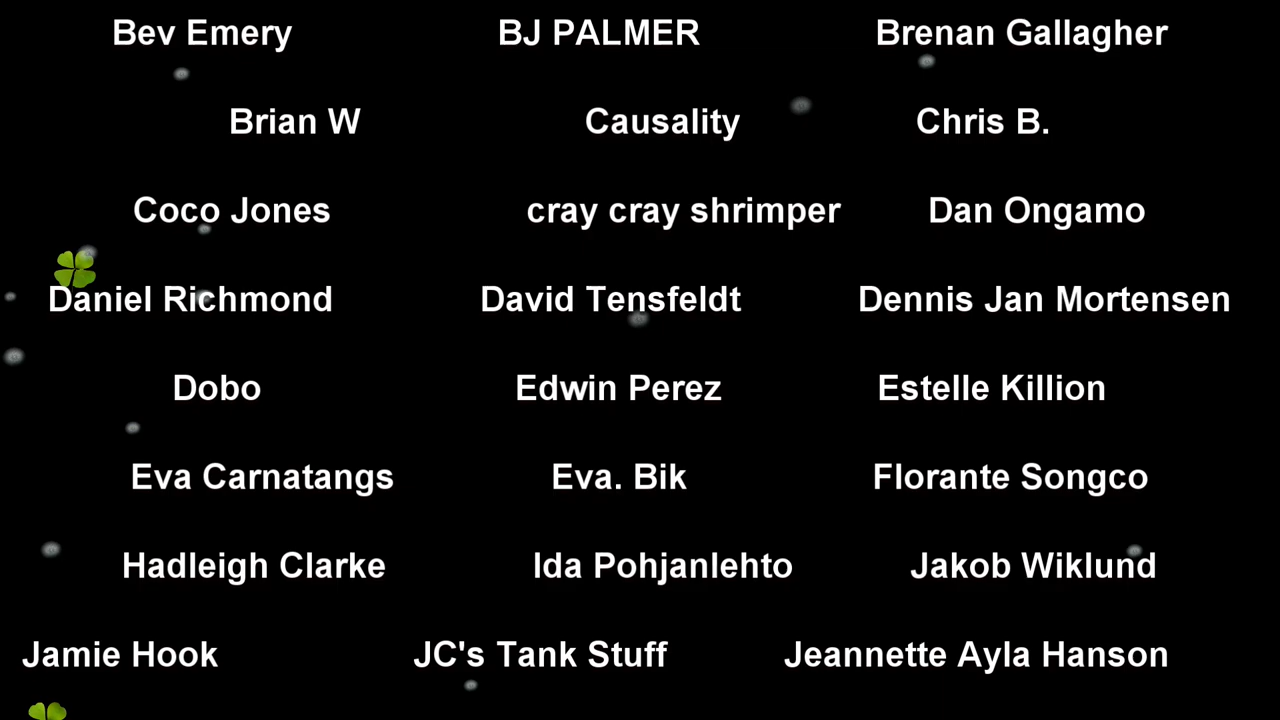 Bev Emery BJ PALMER Brenan Gallagher
Brian W Causality Chris B.
Coco Jones cray cray shrimper Dan Ongamo
Daniel Richmond David Tensfeldt Dennis Jan Mortensen
Dobo Edwin Perez Estelle Killion
Eva Carnatangs Eva. Bik Florante Songco
Hadleigh Clarke Ida Pohjanlehto Jakob Wiklund
Jamie Hook JC's Tank Stuff Jeannette Ayla Hanson